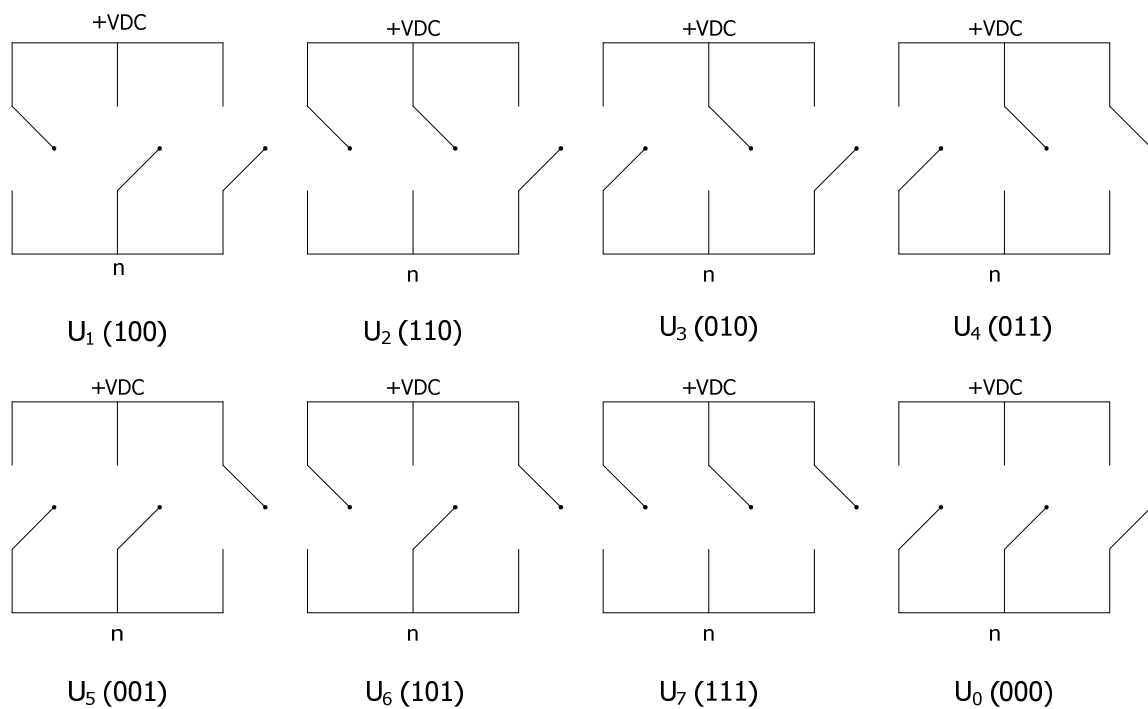 +VDC +VDC +VDC +VDC
n n n n
U₁ (100) U₂ (110) U₃ (010) U₄ (011)
+VDC +VDC +VDC +VDC
n n n n
U₅ (001) U₆ (101) U₇ (111) U₀ (000)